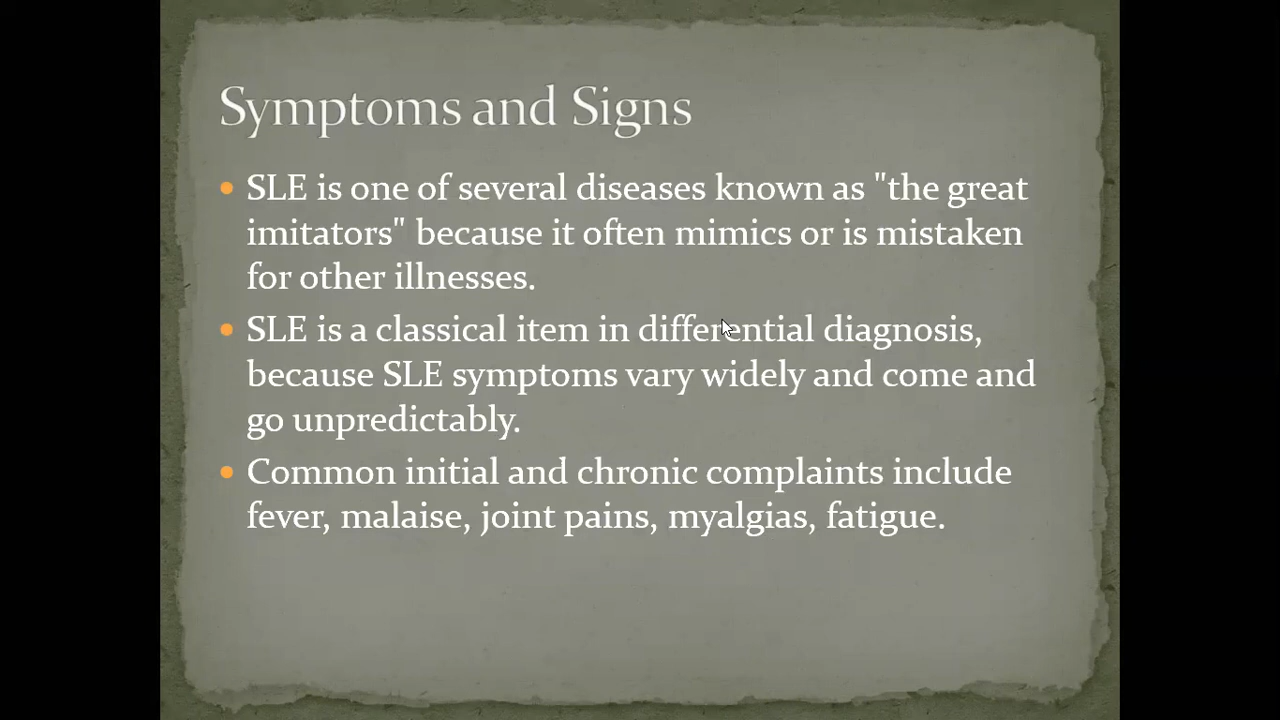 Symptoms and Signs
• SLE is one of several diseases known as "the great
imitators" because it often mimics or is mistaken
for other illnesses.
• SLE is a classical item in differential diagnosis,
because SLE symptoms vary widely and come and
go unpredictably.
• Common initial and chronic complaints include
fever, malaise, joint pains, myalgias, fatigue.